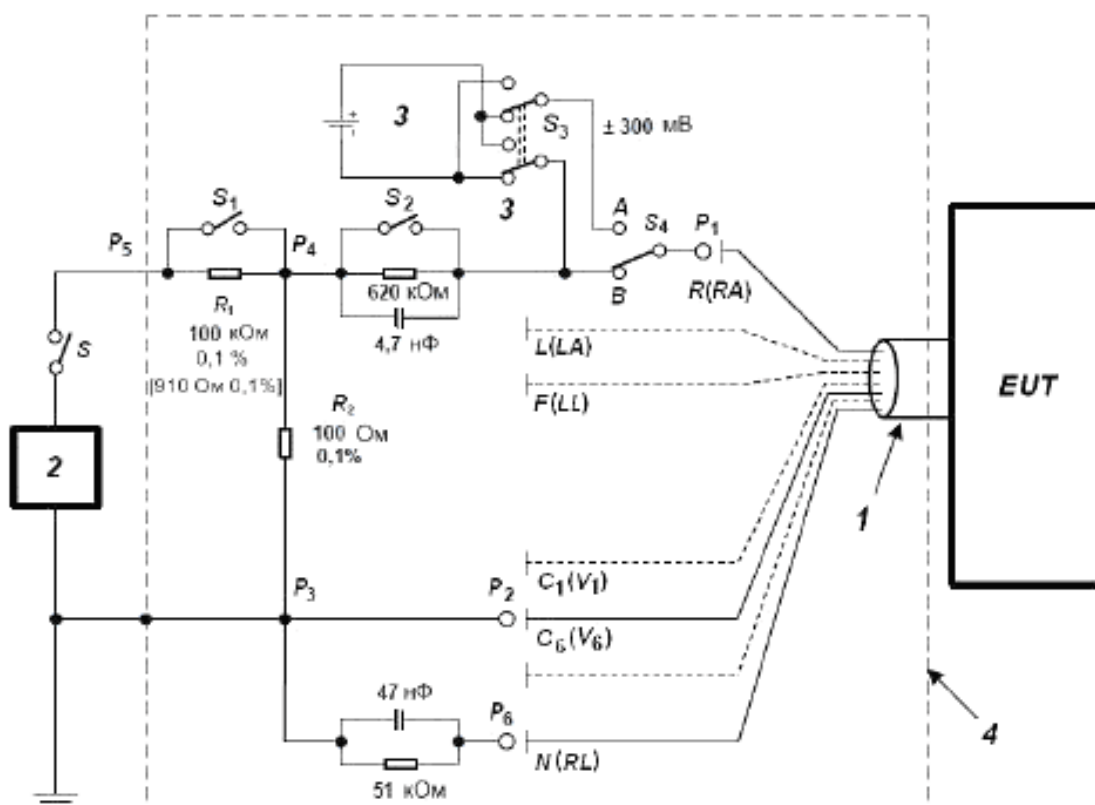 3
S3
± 300 мВ
3
S1
S2
A
S4
P1
P5
P4
B
R(RA)
R1
100 кОм
0,1 %
[910 Ом 0,1%]
620 кОм
4,7 нФ
S
L(LA)
F(LL)
EUT
R2
100 Ом
0,1%
2
1
C1(V1)
P3
P2
C6(V6)
47 нФ
P6
N(RL)
51 кОм
4